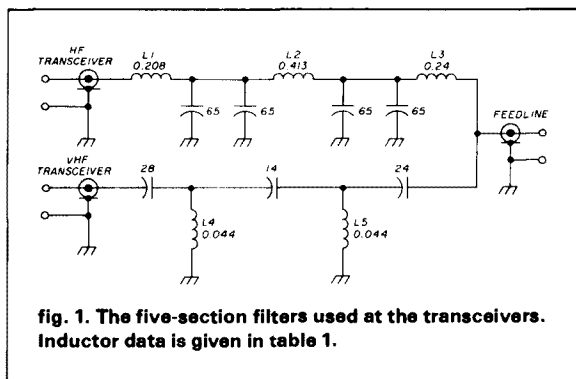 HF
TRANSCEIVER
L1
0.208
L2
0.413
L3
0.24
65
65
65
65
FEEDLINE
VHF
TRANSCEIVER
28
14
24
L4
0.044
L5
0.044
fig. 1. The five-section filters used at the transceivers.
Inductor data is given in table 1.